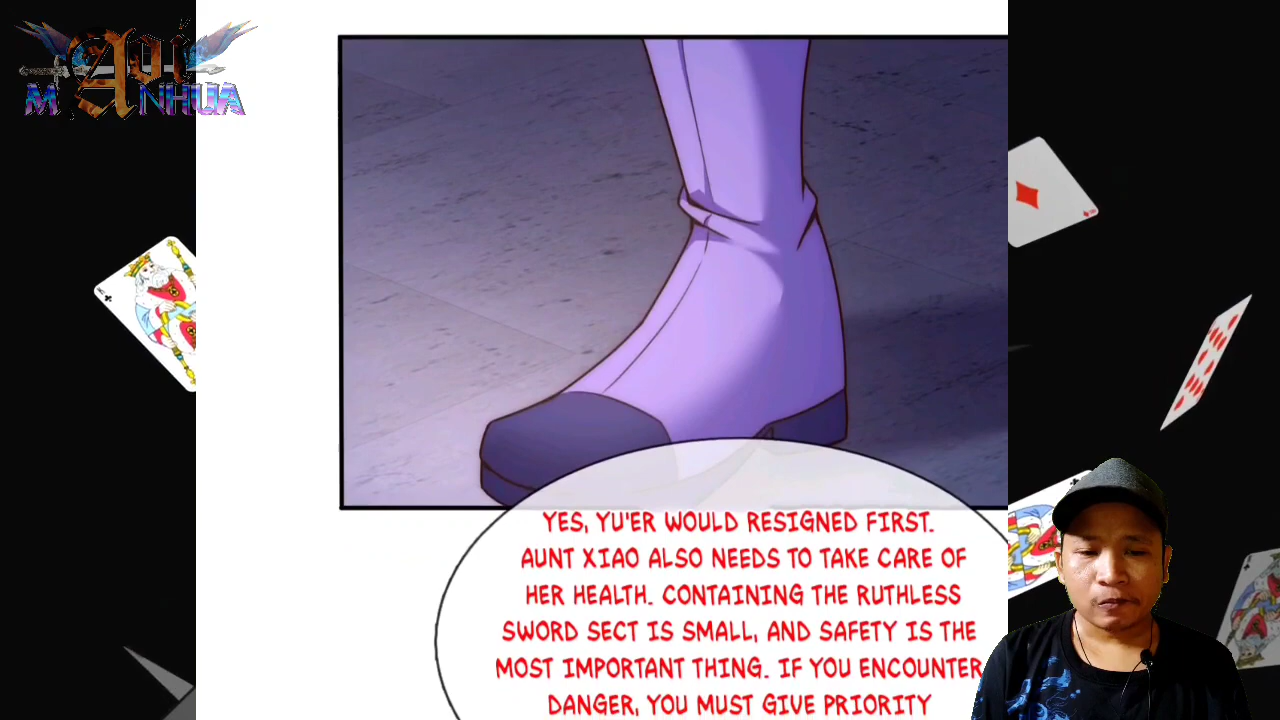 Aoi
MANHUA
YES, YU'ER WOULD RESIGNED FIRST.
AUNT XIAO ALSO NEEDS TO TAKE CARE OF
HER HEALTH. CONTAINING THE RUTHLESS
SWORD SECT IS SMALL, AND SAFETY IS THE
MOST IMPORTANT THING. IF YOU ENCOUNTER
DANGER, YOU MUST GIVE PRIORITY